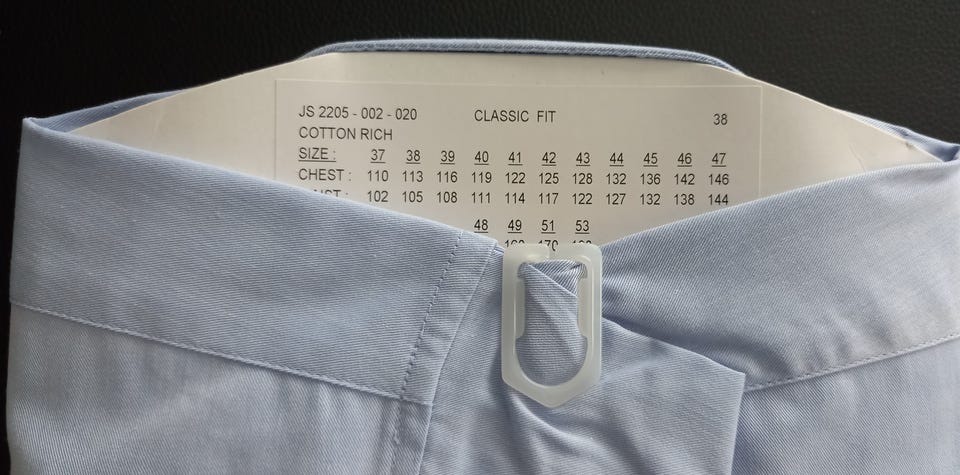 JS 2205 - 002 - 020 CLASSIC FIT 38
COTTON RICH
SIZE : 37 38 39 40 41 42 43 44 45 46 47
CHEST : 110 113 116 119 122 125 128 132 136 142 146
102 105 108 111 114 117 122 127 132 138 144
48 49 51 53